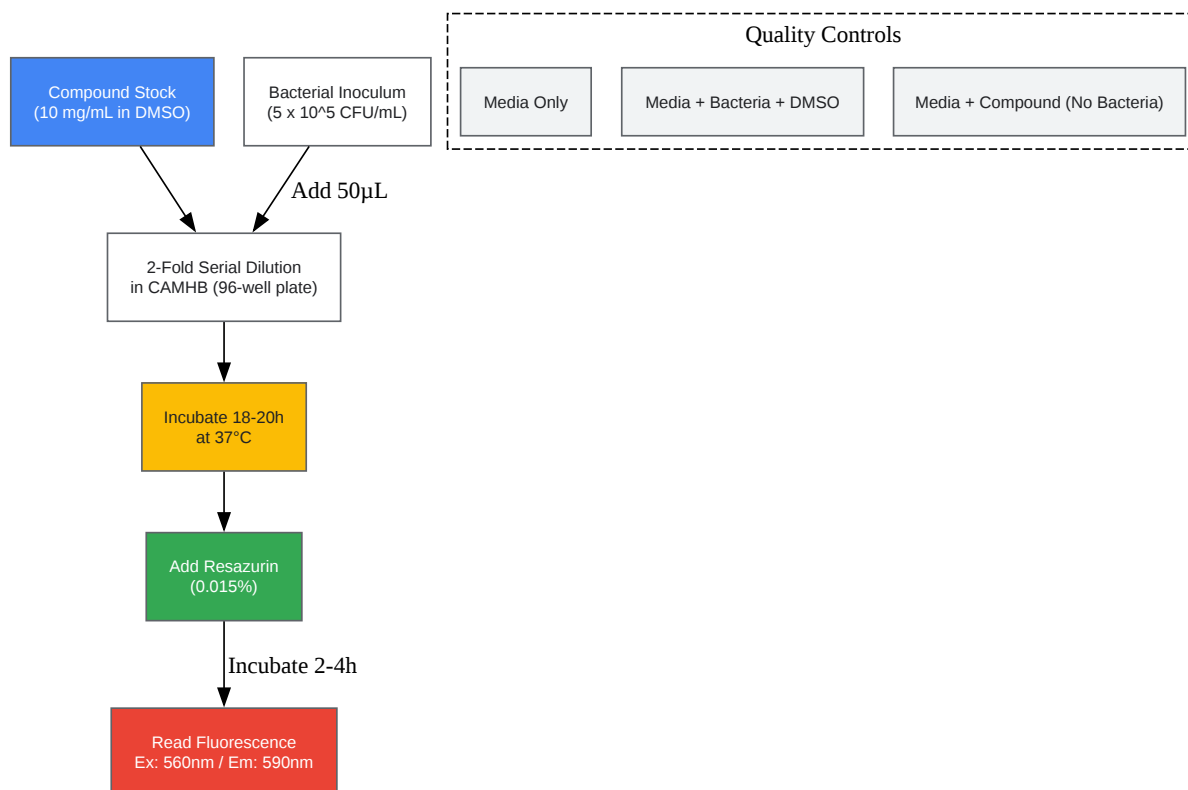 Quality Controls
Compound Stock
(10 mg/mL in DMSO)
Bacterial Inoculum
(5 x 10^5 CFU/mL)
Media Only
Media + Bacteria + DMSO
Media + Compound (No Bacteria)
Add 50µL
2-Fold Serial Dilution
in CAMHB (96-well plate)
Incubate 18-20h
at 37°C
Add Resazurin
(0.015%)
Incubate 2-4h
Read Fluorescence
Ex: 560nm / Em: 590nm